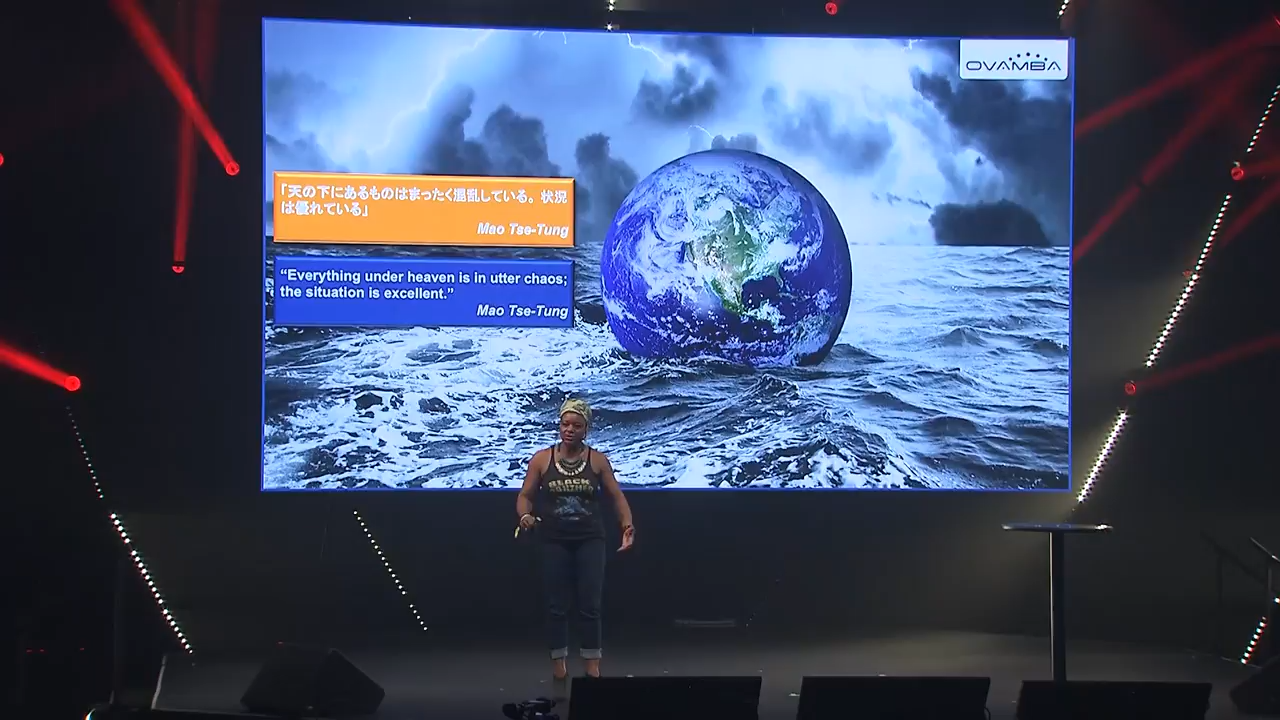 OVAMBA
「天の下にあるものはまったく混乱している。状況
は優れている」
Mao Tse-Tung
“Everything under heaven is in utter chaos;
the situation is excellent.”
Mao Tse-Tung
BLACK
PANTHER